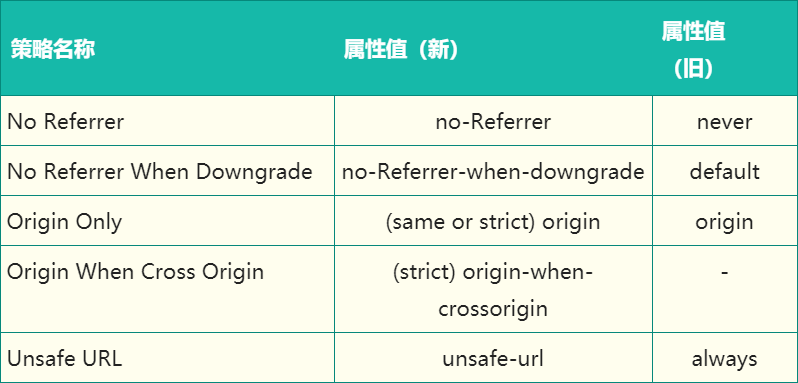 策略名称 属性值（新） 属性值
（旧）
No Referrer no-Referrer never
No Referrer When Downgrade no-Referrer-when-downgrade default
Origin Only (same or strict) origin origin
Origin When Cross Origin (strict) origin-when- -
crossorigin
Unsafe URL unsafe-url always